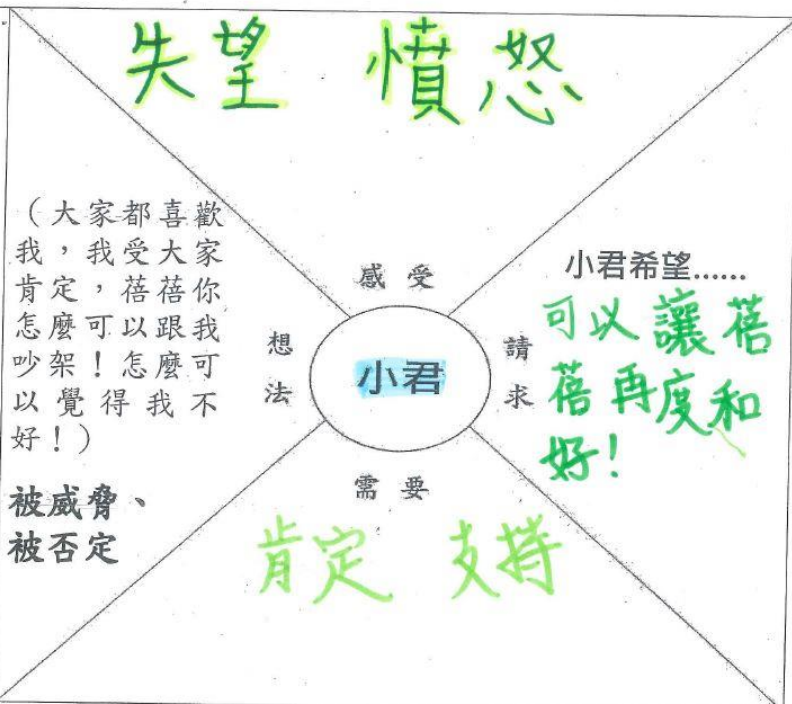 失望 憤怒
感受
(大家都喜歡
我,我受大家
肯定,蓓蓓你
怎麼可以跟我
吵架!怎麼可
以覺得我不
好!)
被威脅、
被否定
想
法
小君
請
求
小君希望......
可以讓蓓
蓓再度和
好!
需要
肯定 支持